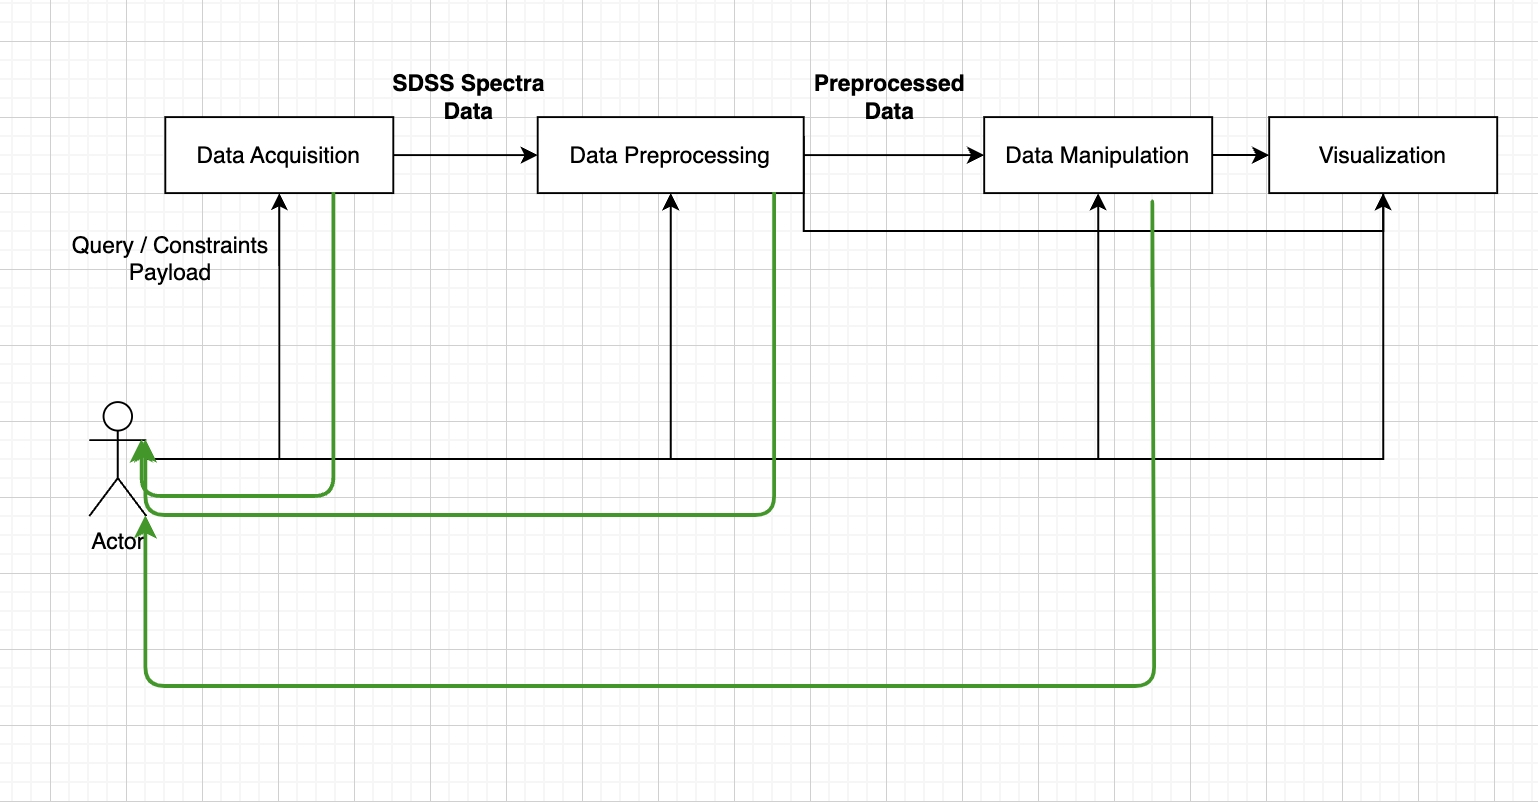 SDSS Spectra
Data
Preprocessed
Data
Data Acquisition
Data Preprocessing
Data Manipulation
Visualization
Query / Constraints
Payload
Actor